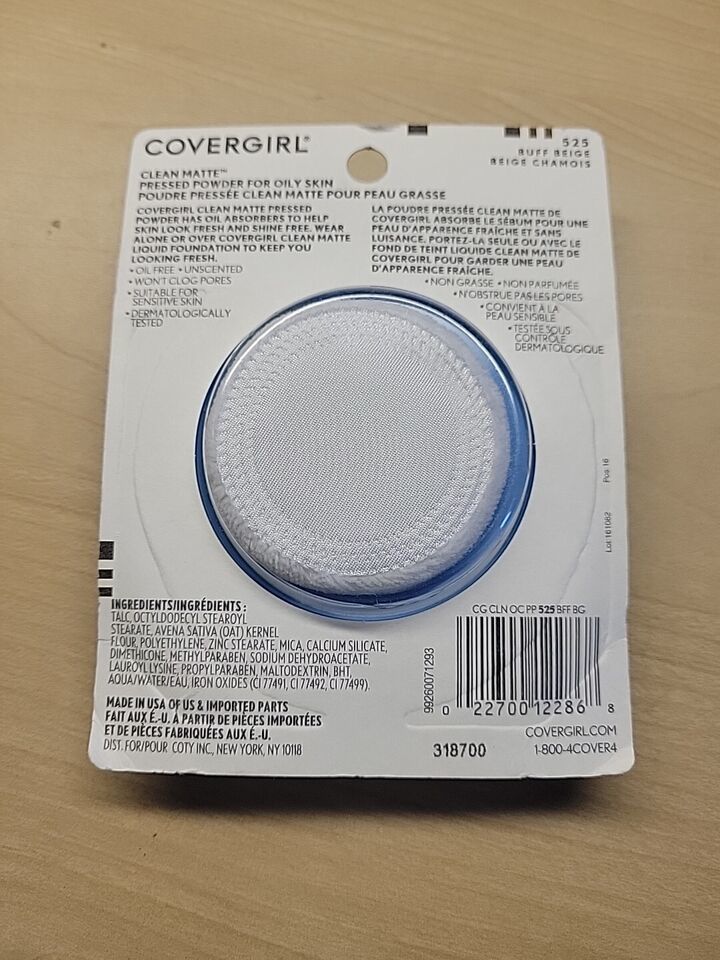 COVERGIRL®
525
BUFF BEIGE
BEIGE CHAMOIS
CLEAN MATTE™
PRESSED POWDER FOR OILY SKIN
POUDRE PRESSÉE CLEAN MATTE POUR PEAU GRASSE
COVERGIRL CLEAN MATTE PRESSED
POWDER HAS OIL ABSORBERS TO HELP
SKIN LOOK FRESH AND SHINE FREE. WEAR
ALONE OR OVER COVERGIRL CLEAN MATTE
LIQUID FOUNDATION TO KEEP YOU
LOOKING FRESH.
• OIL FREE • UNSCENTED
• WON'T CLOG PORES
• SUITABLE FOR
SENSITIVE SKIN
• DERMATOLOGICALLY
TESTED
LA POUDRE PRESSÉE CLEAN MATTE DE
COVERGIRL ABSORBE LE SÉBUM POUR UNE
PEAU D'APPARENCE FRAÎCHE ET SANS
LUISANCE. PORTEZ-LA SEULE OU AVEC LE
FOND DE TEINT LIQUIDE CLEAN MATTE DE
COVERGIRL POUR GARDER UNE PEAU
D'APPARENCE FRAÎCHE.
• NON GRASSE • NON PARFUMÉE
• N'OBSTRUE PAS LES PORES
• CONVIENT À LA
PEAU SENSIBLE
• TESTÉE SOUS
CONTRÔLE
DERMATOLOGIQUE
Pos:16
Lot:161082
INGREDIENTS/INGRÉDIENTS :
TALC, OCTYLDODECYL STEAROYL
STEARATE, AVENA SATIVA (OAT) KERNEL
FLOUR, POLYETHYLENE, ZINC STEARATE, MICA, CALCIUM SILICATE,
DIMETHICONE, METHYLPARABEN, SODIUM DEHYDROACETATE,
LAUROYL LYSINE, PROPYLPARABEN, MALTODEXTRIN, BHT,
AQUA/WATER/EAU, IRON OXIDES (CI 77491, CI 77492, CI 77499).
MADE IN USA OF US & IMPORTED PARTS
FAIT AUX É.-U. À PARTIR DE PIÈCES IMPORTÉES
ET DE PIÈCES FABRIQUÉES AUX É.-U.
DIST. FOR/POUR COTY INC., NEW YORK, NY 10118
CG CLN OC PP 525 BFF BG
99260071293
0 22700 12286 8
318700
COVERGIRL.COM
1-800-4COVER4